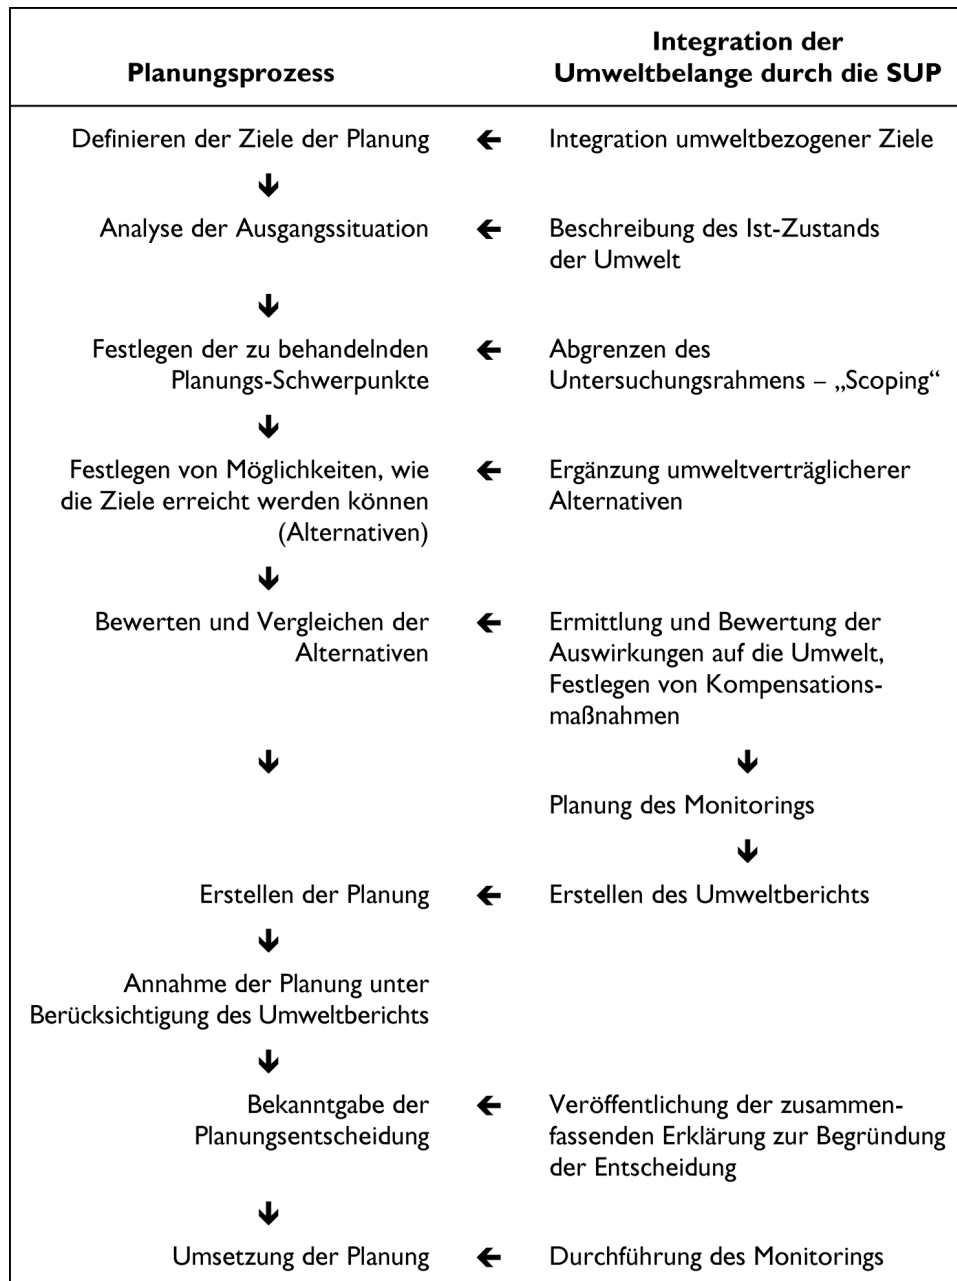 Planungsprozess
Integration der
Umweltbelange durch die SUP
Definieren der Ziele der Planung
Integration umweltbezogener Ziele
Analyse der Ausgangssituation
Beschreibung des Ist-Zustands
der Umwelt
Festlegen der zu behandelnden
Planungs-Schwerpunkte
Abgrenzen des
Untersuchungsrahmens – „Scoping“
Festlegen von Möglichkeiten, wie
die Ziele erreicht werden können
(Alternativen)
Ergänzung umweltverträglicherer
Alternativen
Bewerten und Vergleichen der
Alternativen
Ermittlung und Bewertung der
Auswirkungen auf die Umwelt,
Festlegen von Kompensations-
maßnahmen
Planung des Monitorings
Erstellen der Planung
Erstellen des Umweltberichts
Annahme der Planung unter
Berücksichtigung des Umweltberichts
Bekanntgabe der
Planungsentscheidung
Veröffentlichung der zusammen-
fassenden Erklärung zur Begründung
der Entscheidung
Umsetzung der Planung
Durchführung des Monitorings